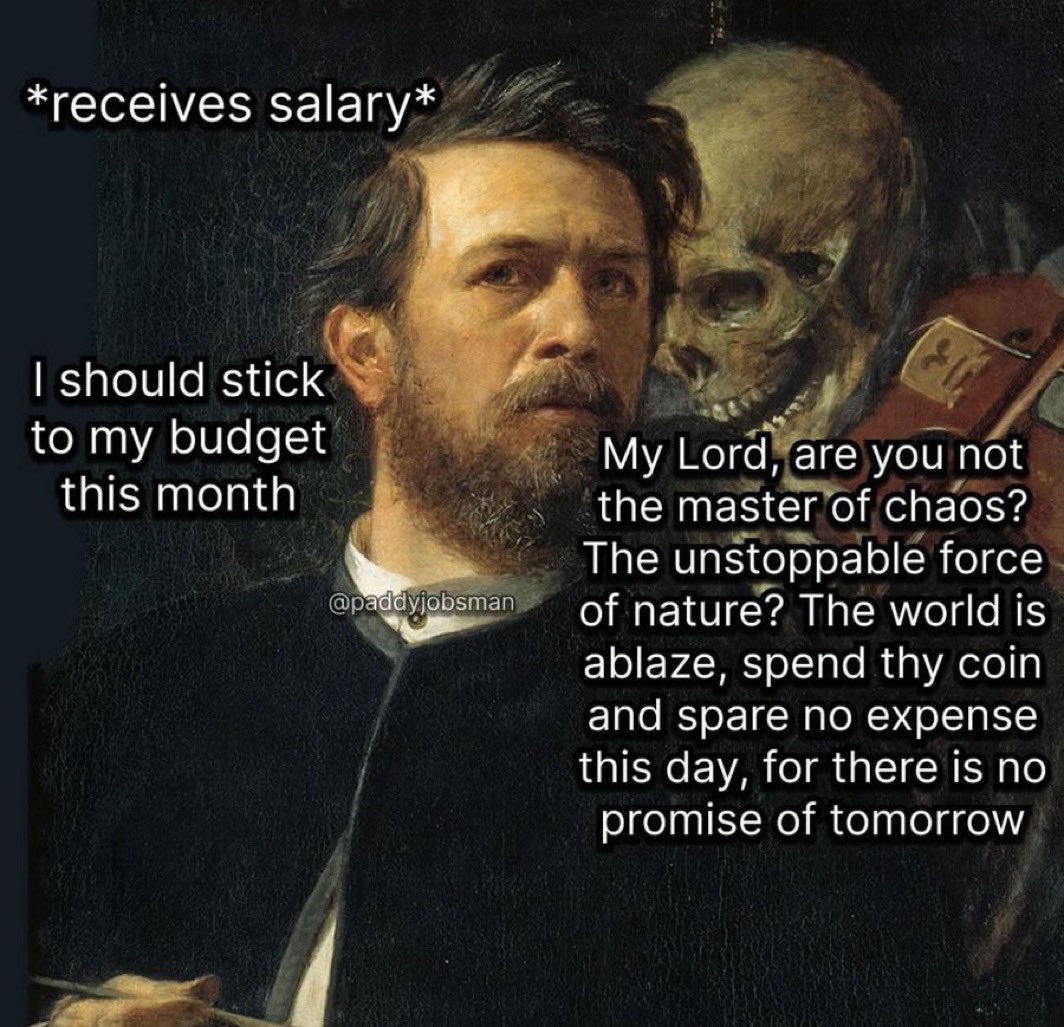 *receives salary*
I should stick
to my budget
this month
My Lord, are you not
the master of chaos?
The unstoppable force
of nature? The world is
ablaze, spend thy coin
and spare no expense
this day, for there is no
promise of tomorrow
@paddyjobsman